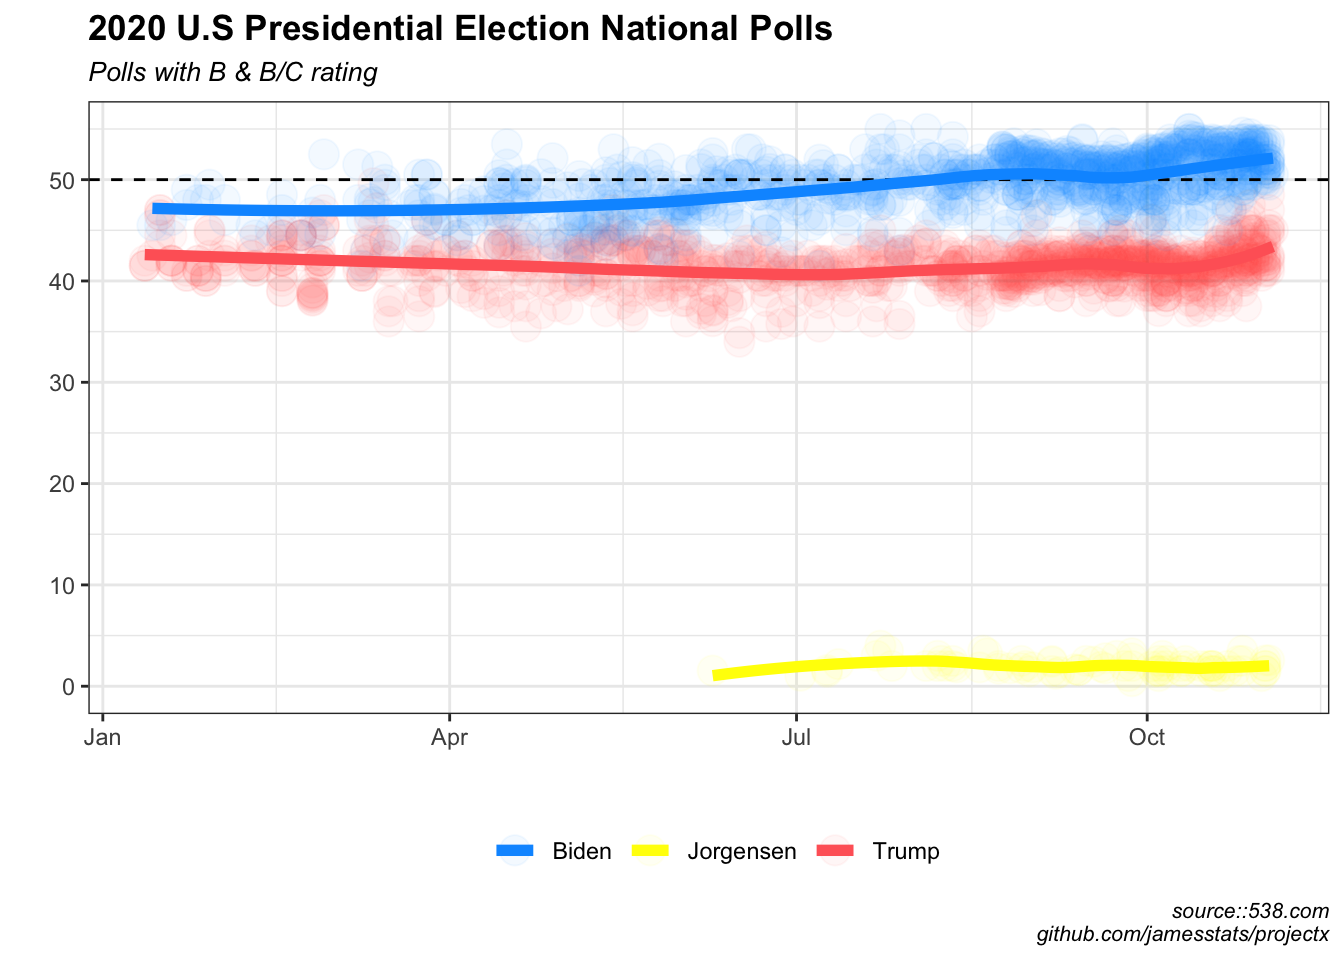 2020 U.S Presidential Election National Polls
Polls with B & B/C rating
50
40
30
20
10
0
Jan Apr Jul Oct
Biden Jorgensen Trump
source::538.com
github.com/jamesstats/projectx